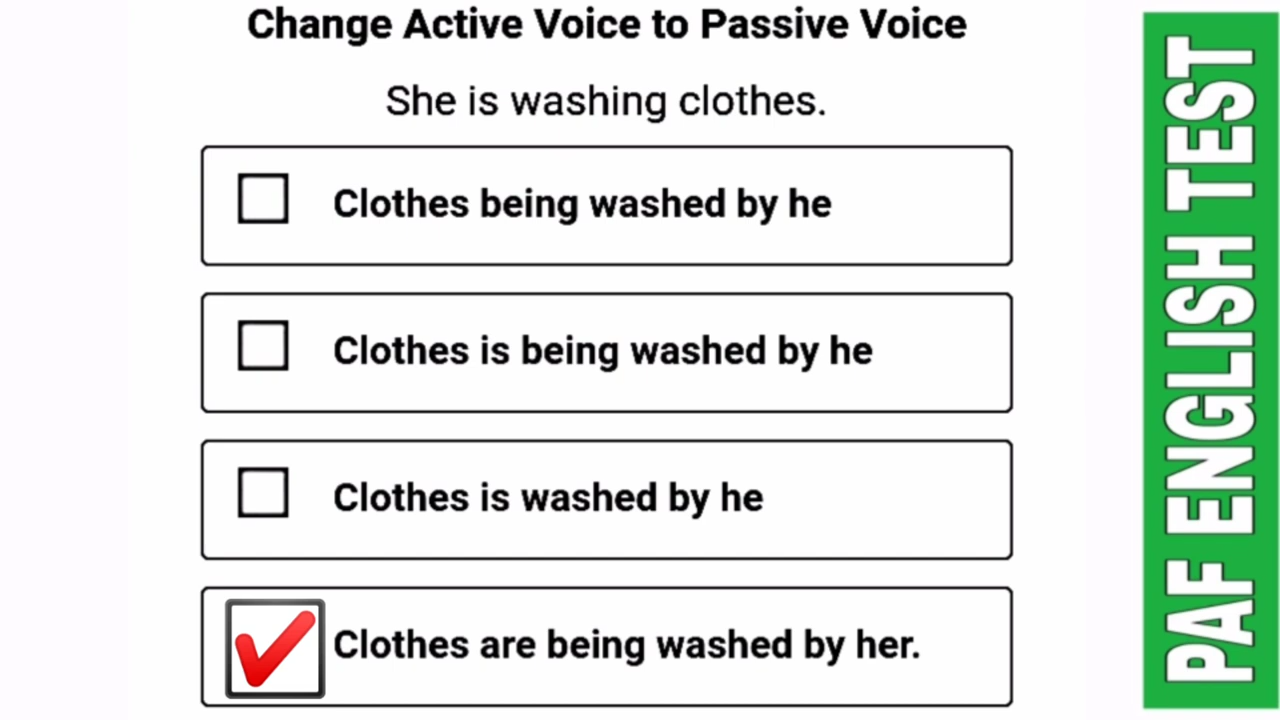 Change Active Voice to Passive Voice
She is washing clothes.
Clothes being washed by he
Clothes is being washed by he
Clothes is washed by he
Clothes are being washed by her.
PAF ENGLISH TEST